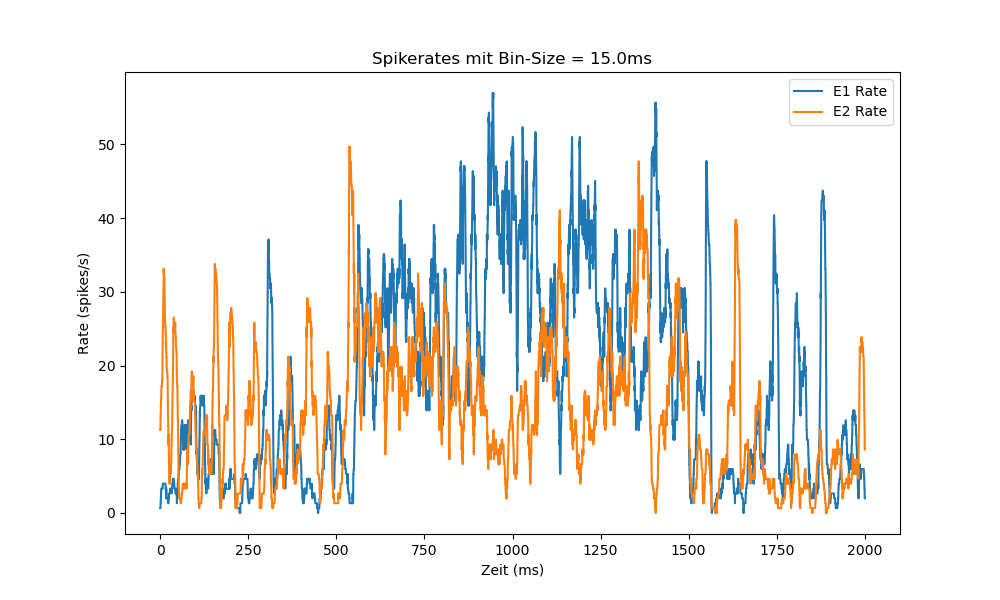 Spikerates mit Bin-Size = 15.0ms
E1 Rate
E2 Rate
50
40
30
20
10
0
Rate (spikes/s)
0 250 500 750 1000 1250 1500 1750 2000
Zeit (ms)